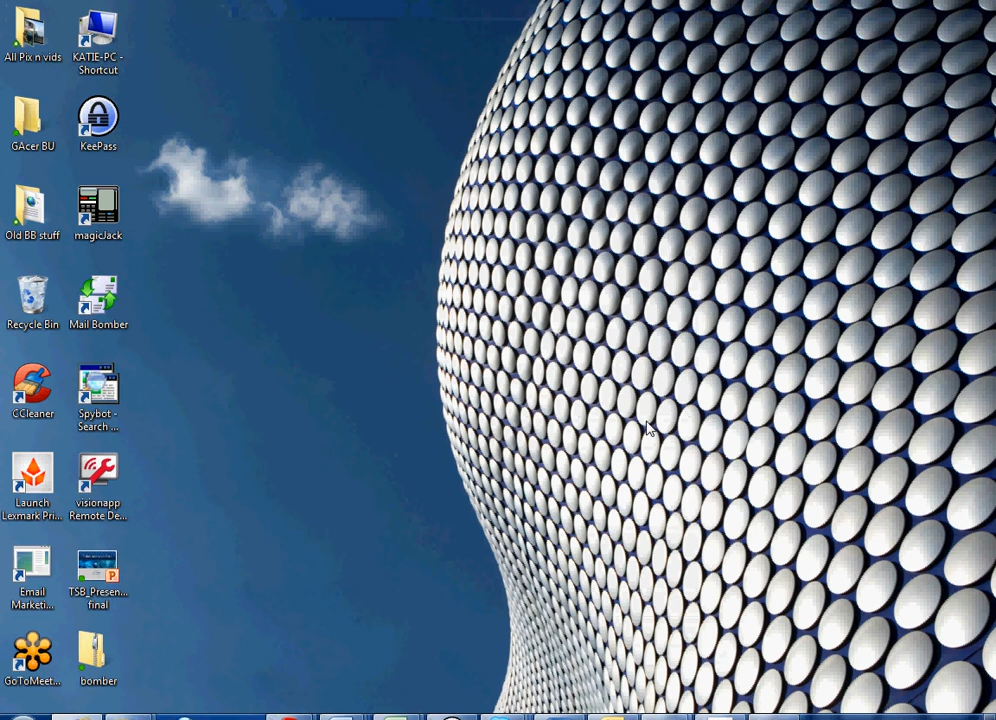 All Pix n vids
KATIE-PC -
Shortcut
GAcer BU
KeePass
Old BB stuff
magicJack
Recycle Bin
Mail Bomber
CCleaner
Spybot -
Search ...
Launch
Lexmark Pri...
visionapp
Remote De...
Email
Marketi...
TSB_Presen...
final
GoToMeet...
bomber